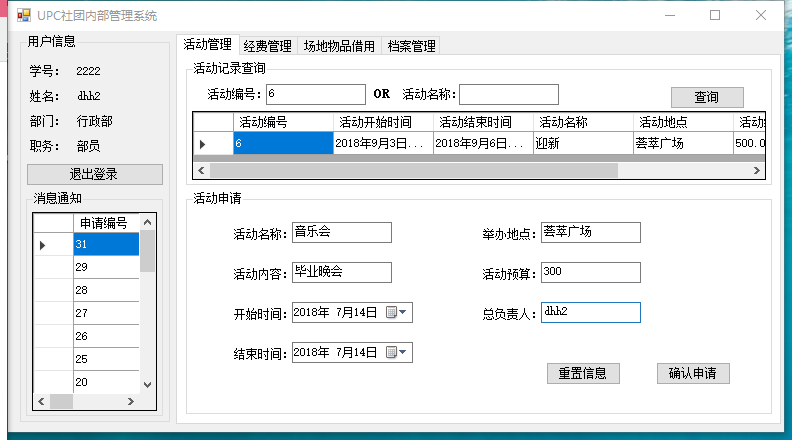 UPC社团内部管理系统
用户信息
学号： 2222
姓名： dhh2
部门： 行政部
职务： 部员
退出登录
消息通知
申请编号
31
29
28
27
26
25
20
活动管理 经费管理 场地物品借用 档案管理
活动记录查询
活动编号：6 OR 活动名称： 查询
活动编号 活动开始时间 活动结束时间 活动名称 活动地点
6 2018年9月3日... 2018年9月6日... 迎新 荟萃广场 500.0
活动申请
活动名称：音乐会 举办地点：荟萃广场
活动内容：毕业晚会 活动预算：300
开始时间：2018年 7月14日 总负责人：dhh2
结束时间：2018年 7月14日
重置信息 确认申请